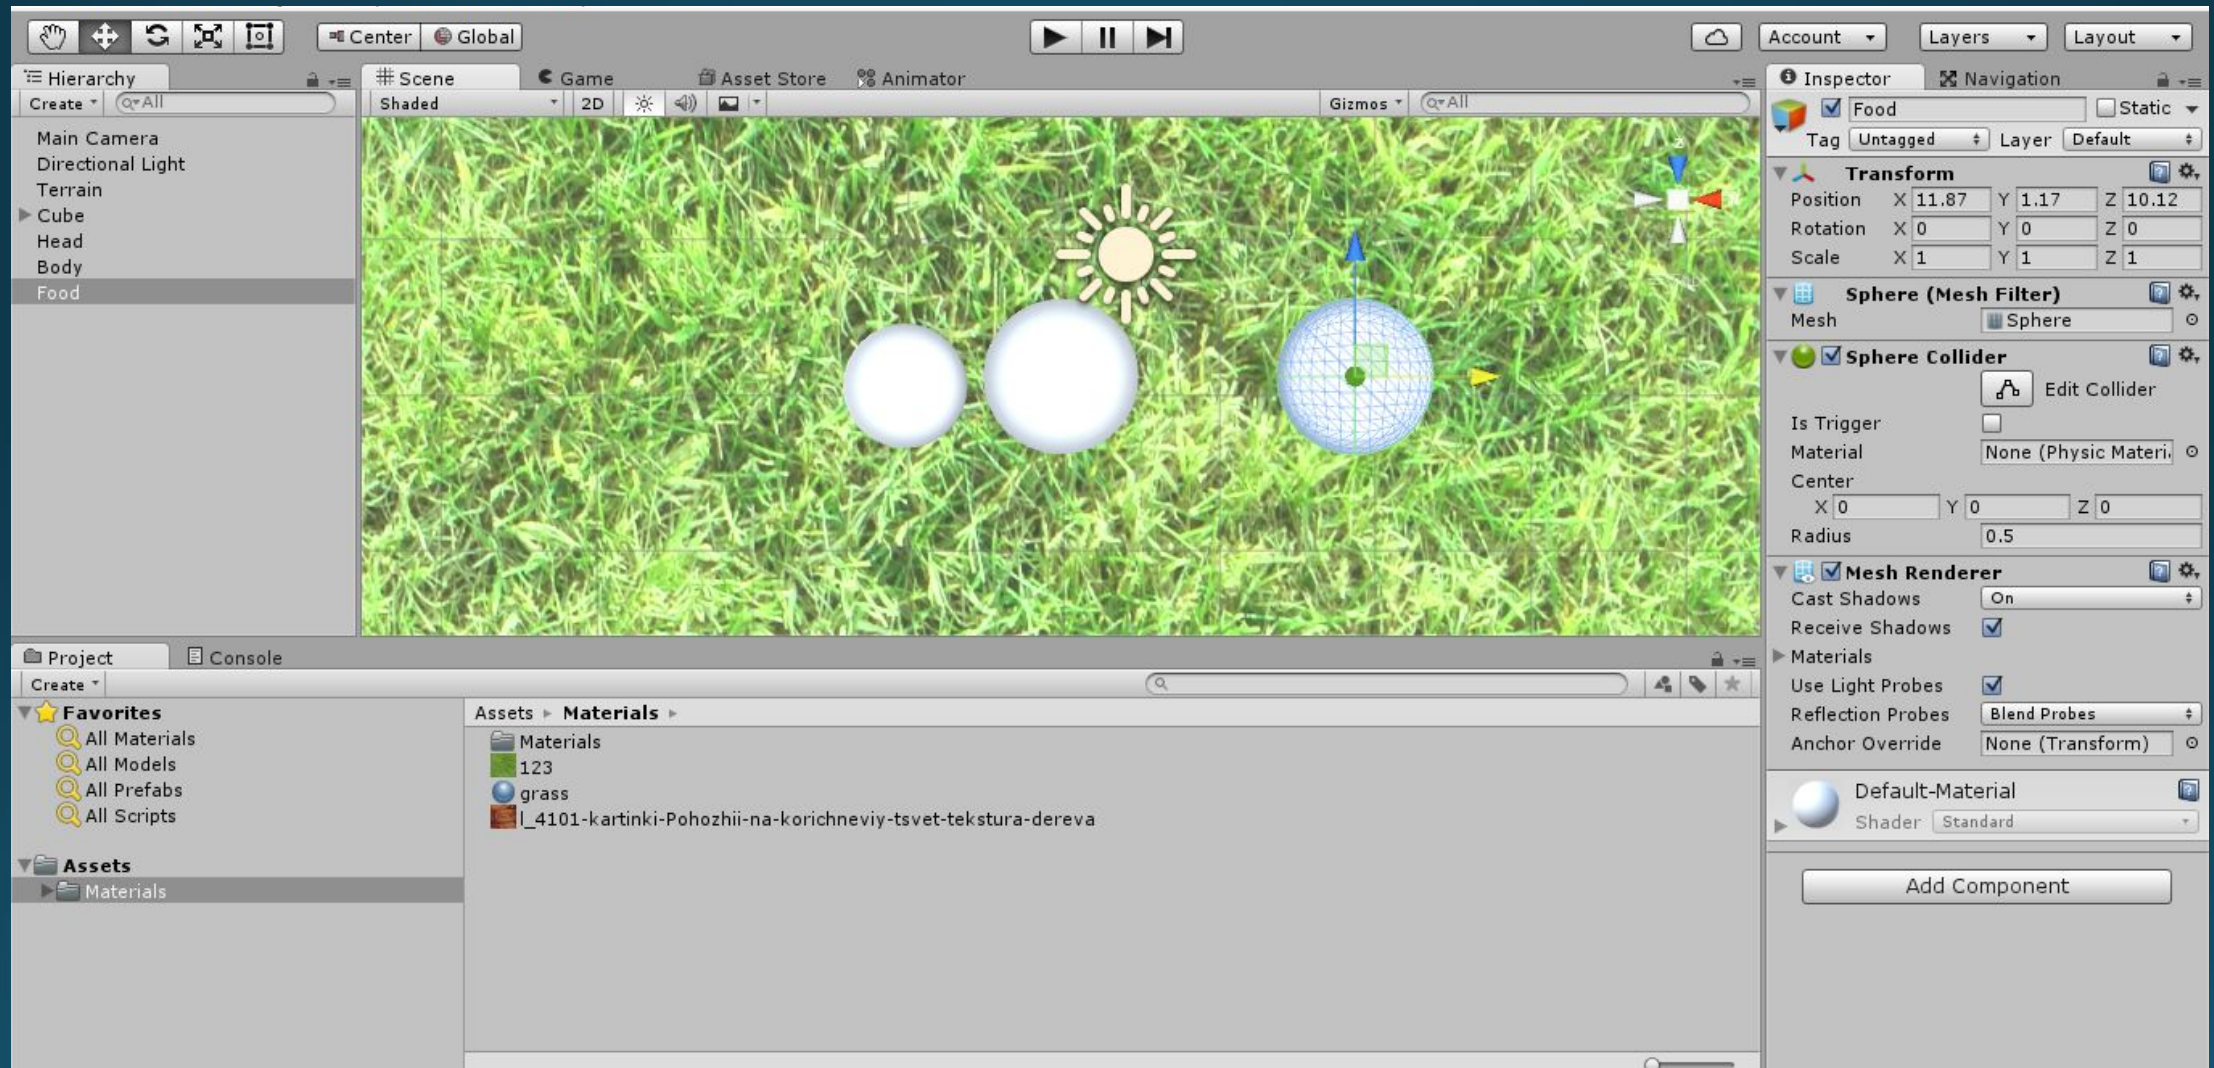 Center Global
Account Layers Layout
Hierarchy
Create All
Main Camera
Directional Light
Terrain
Cube
Head
Body
Food
Scene Game Asset Store Animator
Shaded 2D Gizmos All
Inspector Navigation
Food Static
Tag Untagged Layer Default
Transform
Position X 11.87 Y 1.17 Z 10.12
Rotation X 0 Y 0 Z 0
Scale X 1 Y 1 Z 1
Sphere (Mesh Filter)
Mesh Sphere
Sphere Collider
Edit Collider
Is Trigger
Material None (Physic Materi
Center
X 0 Y 0 Z 0
Radius 0.5
Mesh Renderer
Cast Shadows On
Receive Shadows
Materials
Use Light Probes
Reflection Probes Blend Probes
Anchor Override None (Transform)
Default-Material
Shader Standard
Add Component
Project Console
Create
Favorites
All Materials
All Models
All Prefabs
All Scripts
Assets
Materials
Assets Materials
Materials
123
grass
l_4101-kartinki-Pohozhii-na-korichneviy-tsvet-tekstura-dereva